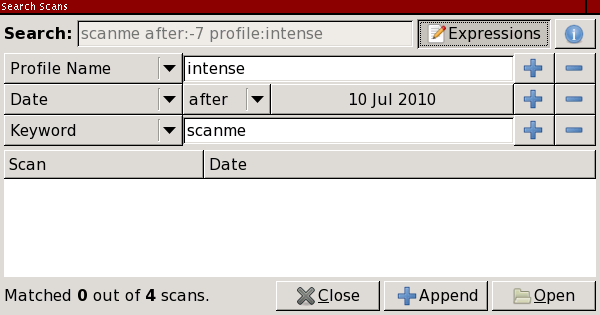 Search Scans
Search: scanme after:-7 profile:intense Expressions
Profile Name intense
Date after 10 Jul 2010
Keyword scanme
Scan Date
Matched 0 out of 4 scans. Close Append Open